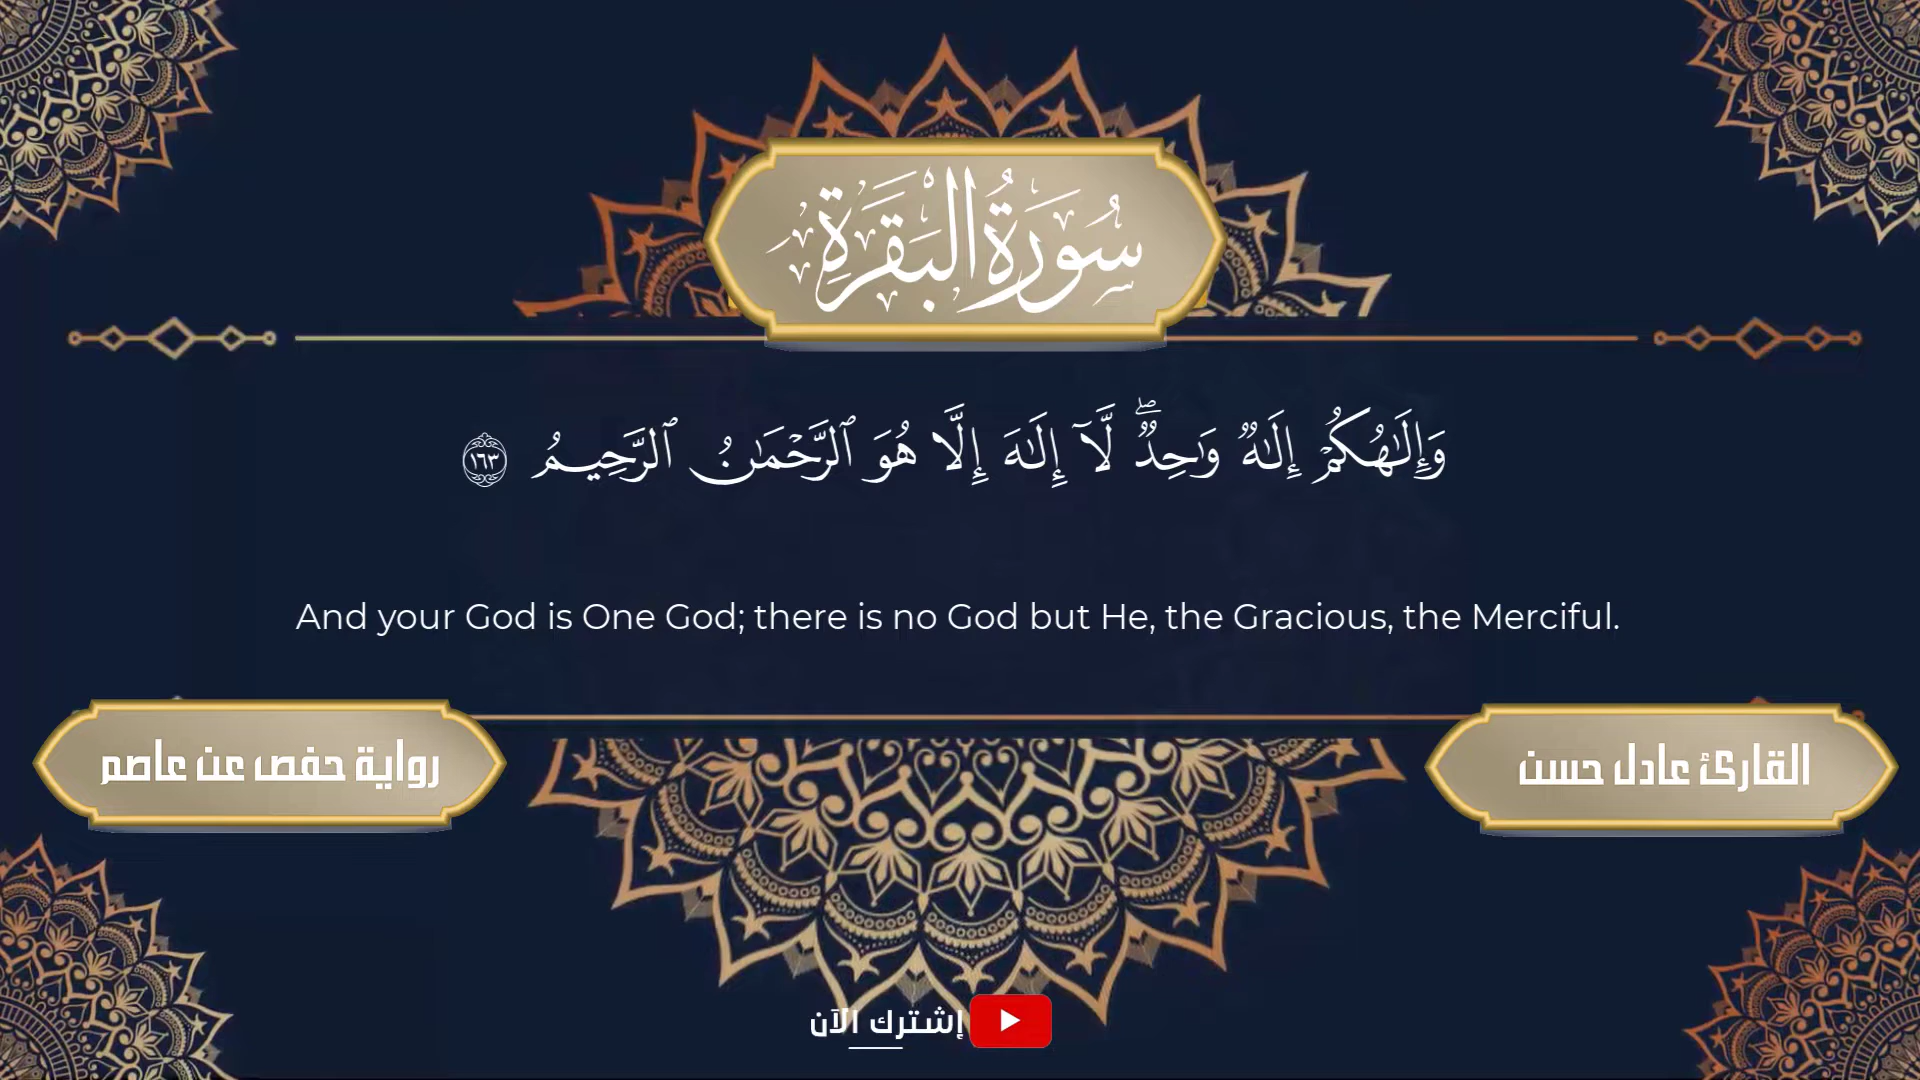 سُورَةُ البَقَرَةِ
وَإِلَـٰهُكُمْ إِلَـٰهٌ وَٰحِدٌ ۖ لَّآ إِلَـٰهَ إِلَّا هُوَ ٱلرَّحْمَـٰنُ ٱلرَّحِيمُ ١٦٣
And your God is One God; there is no God but He, the Gracious, the Merciful.
القارئ عادل حسن
رواية حفص عن عاصم
إشترك الآن